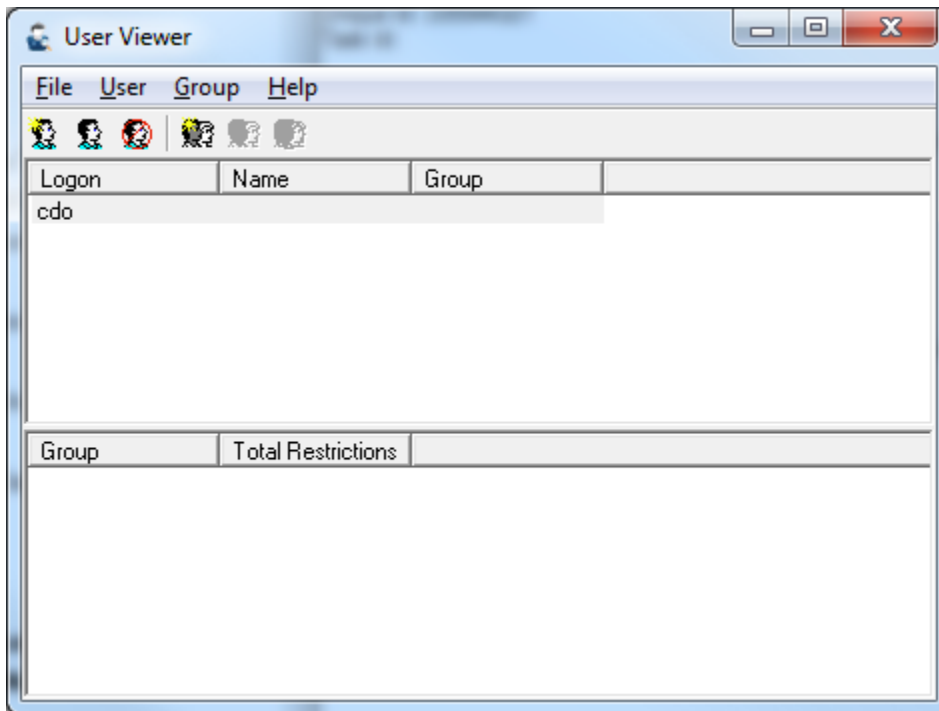 User Viewer
File User Group Help
Logon Name Group
cdo
Group Total Restrictions